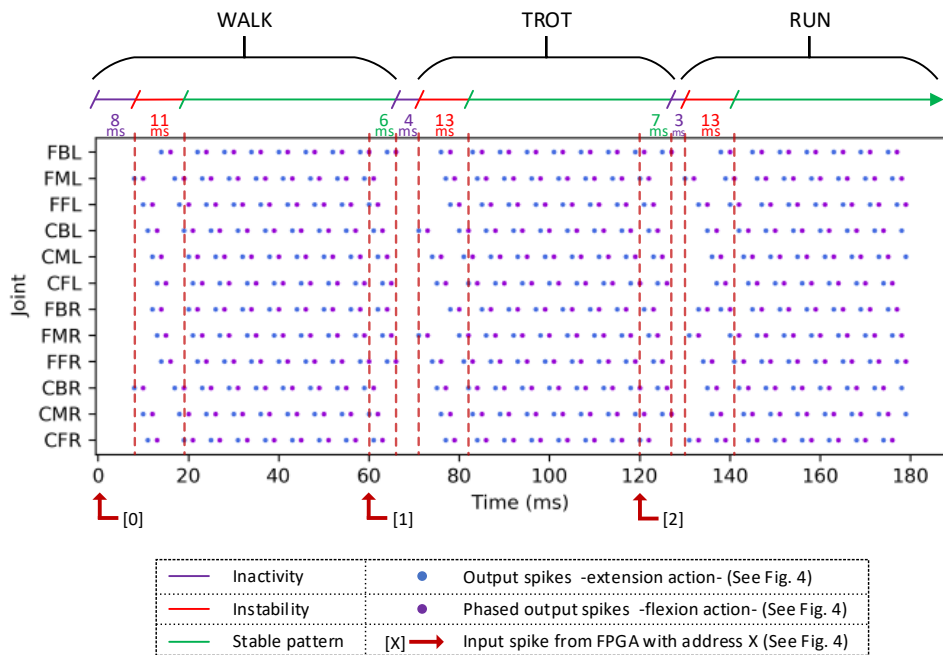 WALK
TROT
RUN
8 ms
11 ms
6 ms
4 ms
13 ms
7 ms
3 ms
13 ms
Joint
FBL
FML
FFL
CBL
CML
CFL
FBR
FMR
FFR
CBR
CMR
CFR
0 20 40 60 80 100 120 140 160 180
Time (ms)
[0]
[1]
[2]
Inactivity
Output spikes -extension action- (See Fig. 4)
Instability
Phased output spikes -flexion action- (See Fig. 4)
Stable pattern
[X] Input spike from FPGA with address X (See Fig. 4)